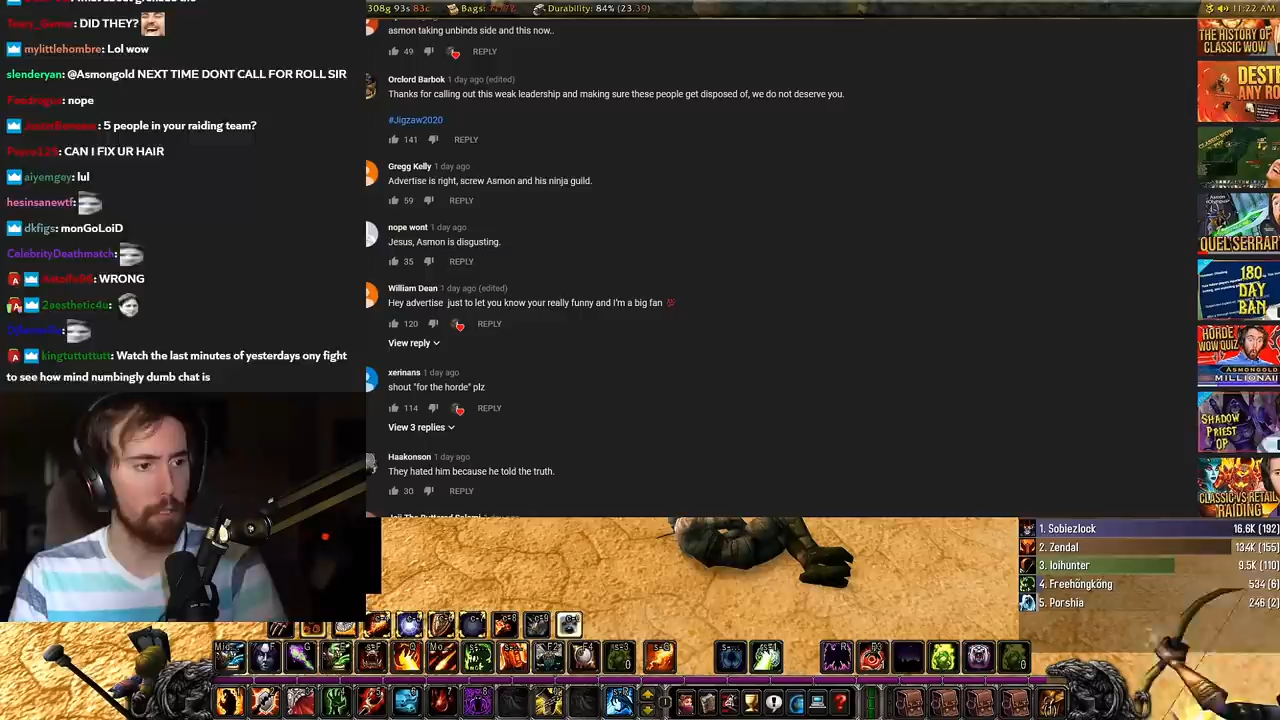 308g 93s 83c
Bags:
Durability: 84% (23.39)
11:22 AM
DID THEY?
mylittlehombre: Lol wow
slenderyan: @Asmongold NEXT TIME DONT CALL FOR ROLL SIR
nope
5 people in your raiding team?
CAN I FIX UR HAIR
aiyemgey: lul
hesinsanewtf:
dkfigs: monGoLoiD
CelebrityDeathmatch:
WRONG
2aesthetic4u:
kingtuttuttutt: Watch the last minutes of yesterdays ony fight
to see how mind numbingly dumb chat is
asmon taking unbinds side and this now..
49 REPLY
Orclord Barbok 1 day ago (edited)
Thanks for calling out this weak leadership and making sure these people get disposed of, we do not deserve you.
#Jigzaw2020
141 REPLY
Gregg Kelly 1 day ago
Advertise is right, screw Asmon and his ninja guild.
59 REPLY
nope wont 1 day ago
Jesus, Asmon is disgusting.
35 REPLY
William Dean 1 day ago (edited)
Hey advertise just to let you know your really funny and I'm a big fan 💯
120 REPLY
View reply
xerinans 1 day ago
shout "for the horde" plz
114 REPLY
View 3 replies
Haakonson 1 day ago
They hated him because he told the truth.
30 REPLY
THE HISTORY OF
CLASSIC WOW
DEST
ANY RO
QUEL'SERRAR
180
DAY
BAN
HORDE
WOW QUIZ
ASMONGOLD
MILLIONAI
SHADOW
PRIEST
OP
CLASSIC VS RETAIL
RAIDING
1. Sobiezlock 16.6K (192)
2. Zendal 13.4K (155)
3. loihunter 9.5K (110)
4. Freehöngköng 534 (6)
5. Porshia 246 (2)